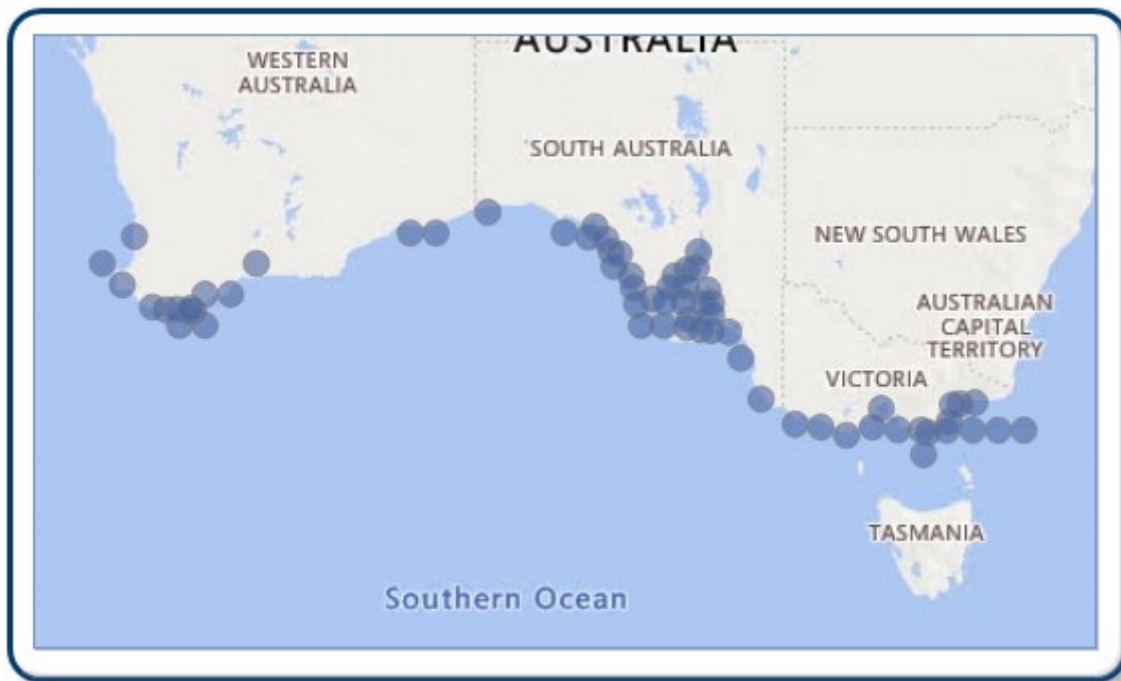 AUSTRALIA
WESTERN
AUSTRALIA
SOUTH AUSTRALIA
NEW SOUTH WALES
AUSTRALIAN
CAPITAL
TERRITORY
VICTORIA
TASMANIA
Southern Ocean